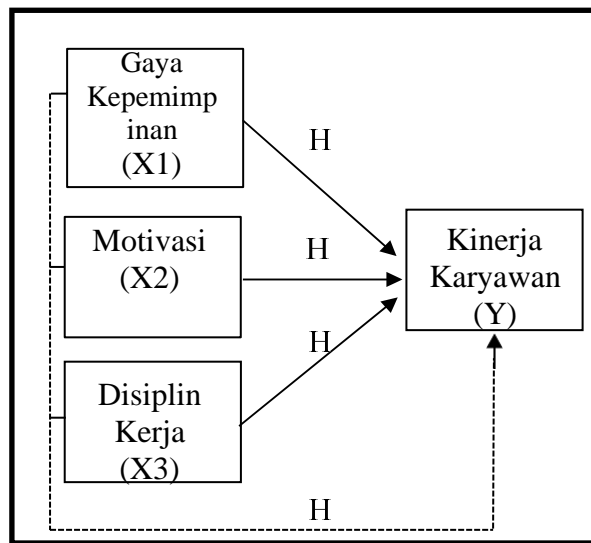 Gaya
Kepemimp
inan
(X1)
H
Motivasi
(X2)
H
Kinerja
Karyawan
(Y)
H
Disiplin
Kerja
(X3)
H